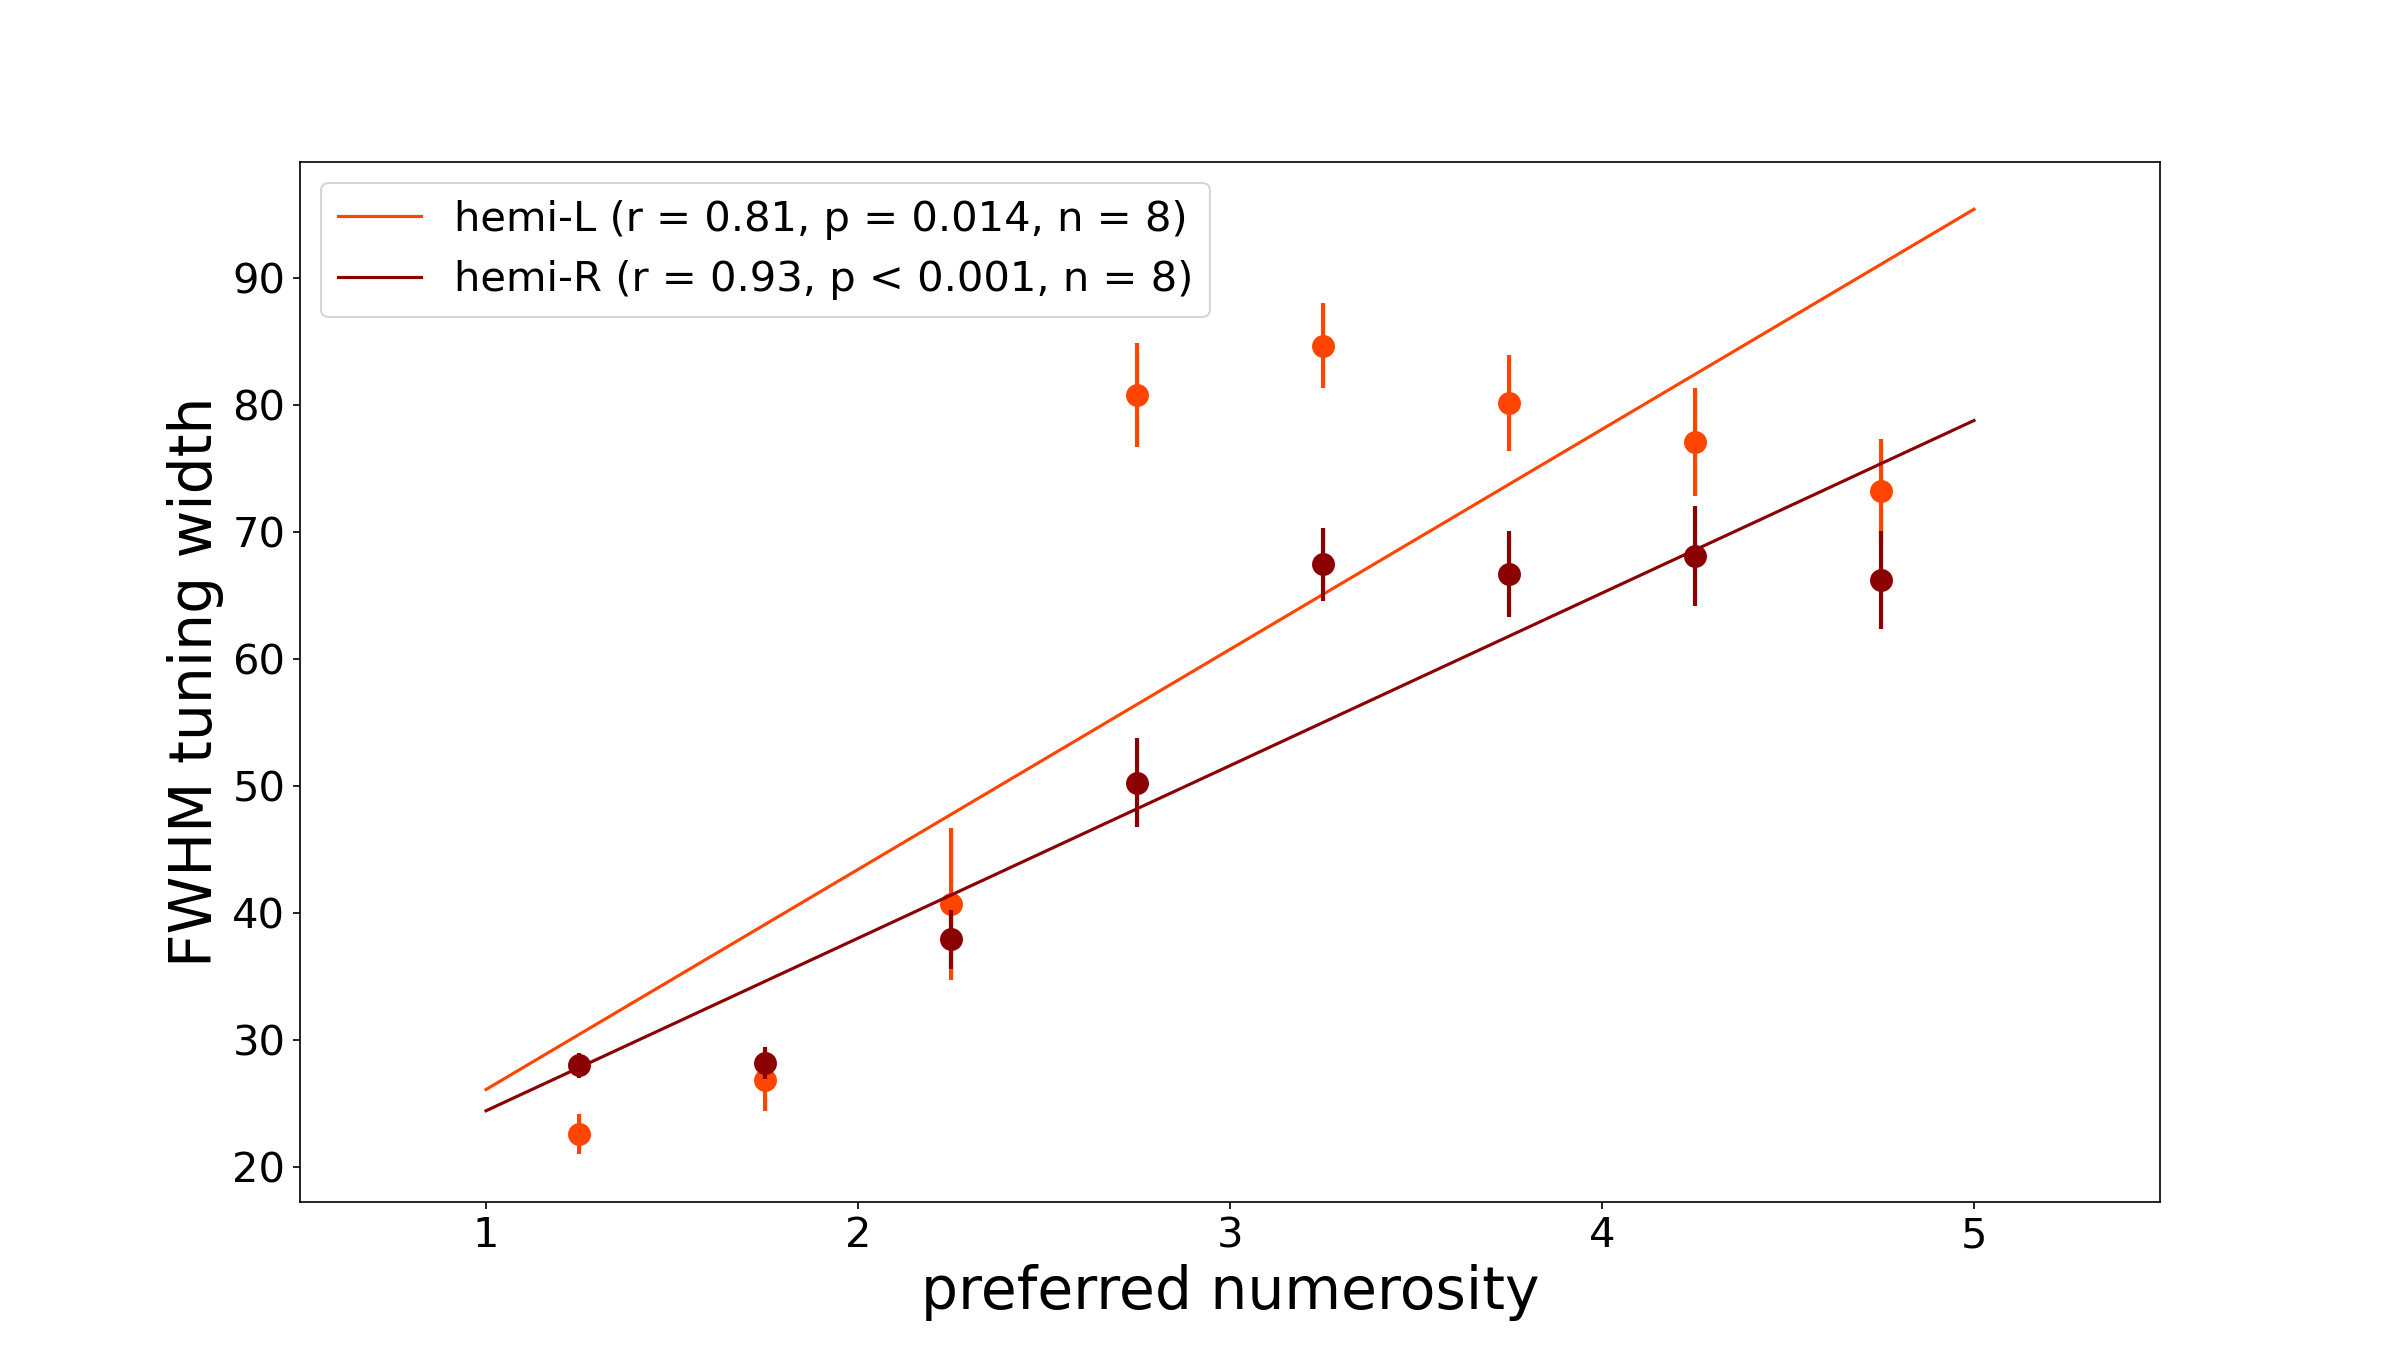 hemi-L (r = 0.81, p = 0.014, n = 8)
hemi-R (r = 0.93, p < 0.001, n = 8)
FWHM tuning width
90
80
70
60
50
40
30
20
1 2 3 4 5
preferred numerosity